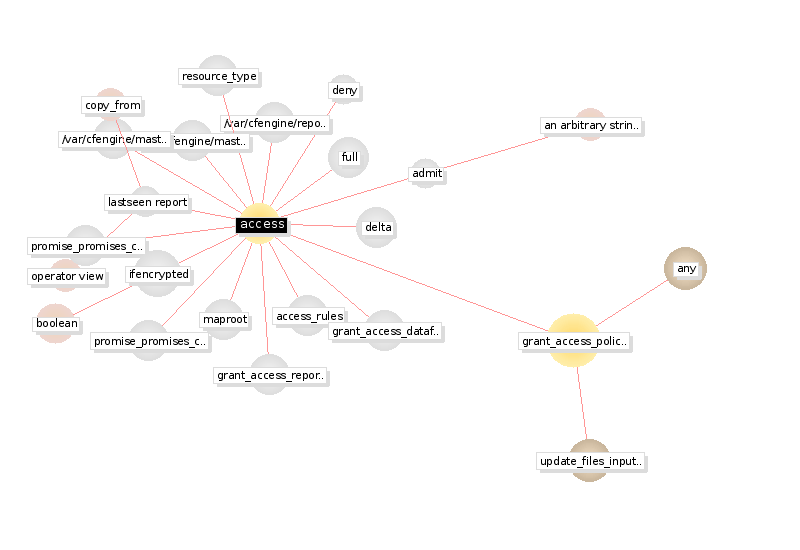 resource_type
deny
copy_from
/var/cfengine/repo..
an arbitrary strin..
/var/cfengine/mast..
fengine/mast..
full
admit
lastseen report
access
delta
promise_promises_c..
operator view
ifencrypted
any
boolean
maproot
access_rules
grant_access_dataf..
promise_promises_c..
grant_access_polic..
grant_access_repor..
update_files_input..